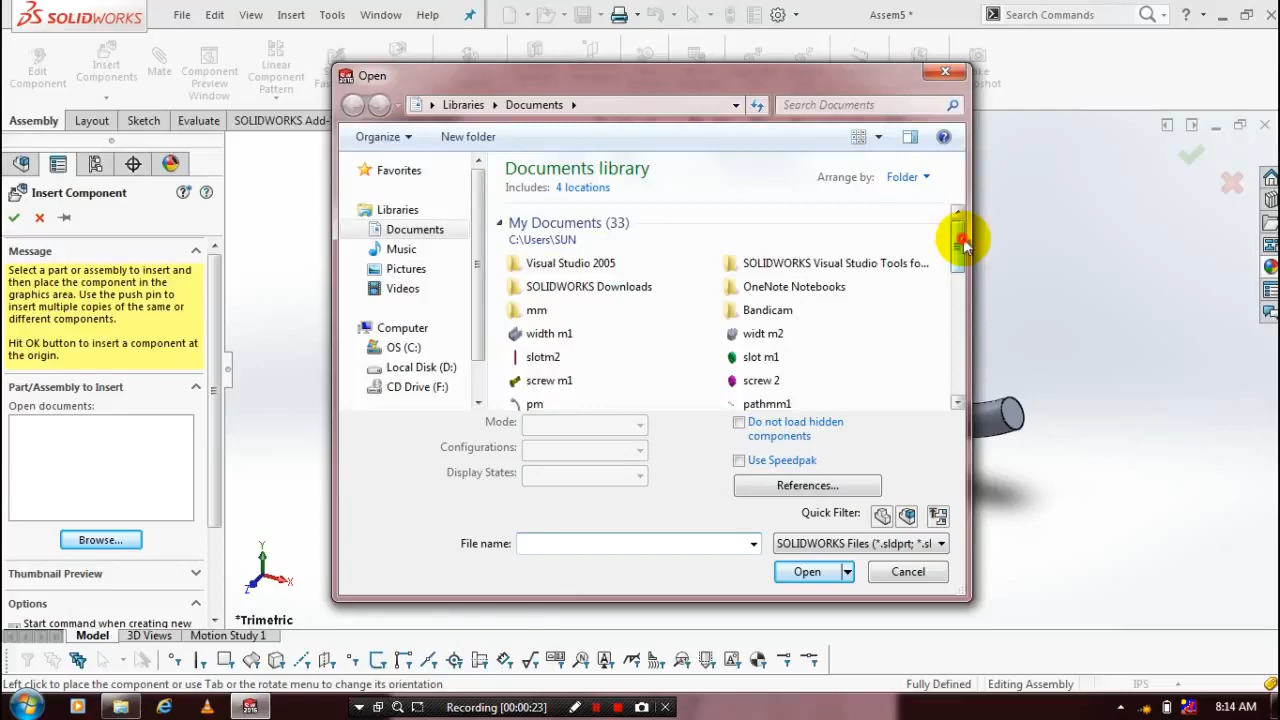 SOLIDWORKS
File
Edit
View
Insert
Tools
Window
Help
Assem5 *
Search Commands
Edit Component
Insert Components
Mate
Component Preview Window
Linear Component Pattern
Assembly
Layout
Sketch
Evaluate
SOLIDWORKS Add-
Insert Component
Message
Select a part or assembly to insert and
then place the component in the
graphics area. Use the push pin to
insert multiple copies of the same or
different components.
Hit OK button to insert a component at
the origin.
Part/Assembly to Insert
Open documents:
Browse...
Thumbnail Preview
Options
Start command when creating new
Open
Libraries
Documents
Search Documents
Organize
New folder
Favorites
Libraries
Documents
Music
Pictures
Videos
Computer
OS (C:)
Local Disk (D:)
CD Drive (F:)
Documents library
Includes: 4 locations
Arrange by: Folder
My Documents (33)
C:\Users\SUN
Visual Studio 2005
SOLIDWORKS Visual Studio Tools fo...
SOLIDWORKS Downloads
OneNote Notebooks
mm
Bandicam
width m1
widt m2
slotm2
slot m1
screw m1
screw 2
pm
pathmm1
Mode:
Configurations:
Display States:
Do not load hidden
components
Use Speedpak
References...
Quick Filter:
File name:
SOLIDWORKS Files (*.sldprt; *.sl
Open
Cancel
Y
X
Z
*Trimetric
Model
3D Views
Motion Study 1
Left click to place the component or use Tab or the rotate menu to change its orientation
Fully Defined
Editing Assembly
IPS
Recording [00:00:23]
8:14 AM